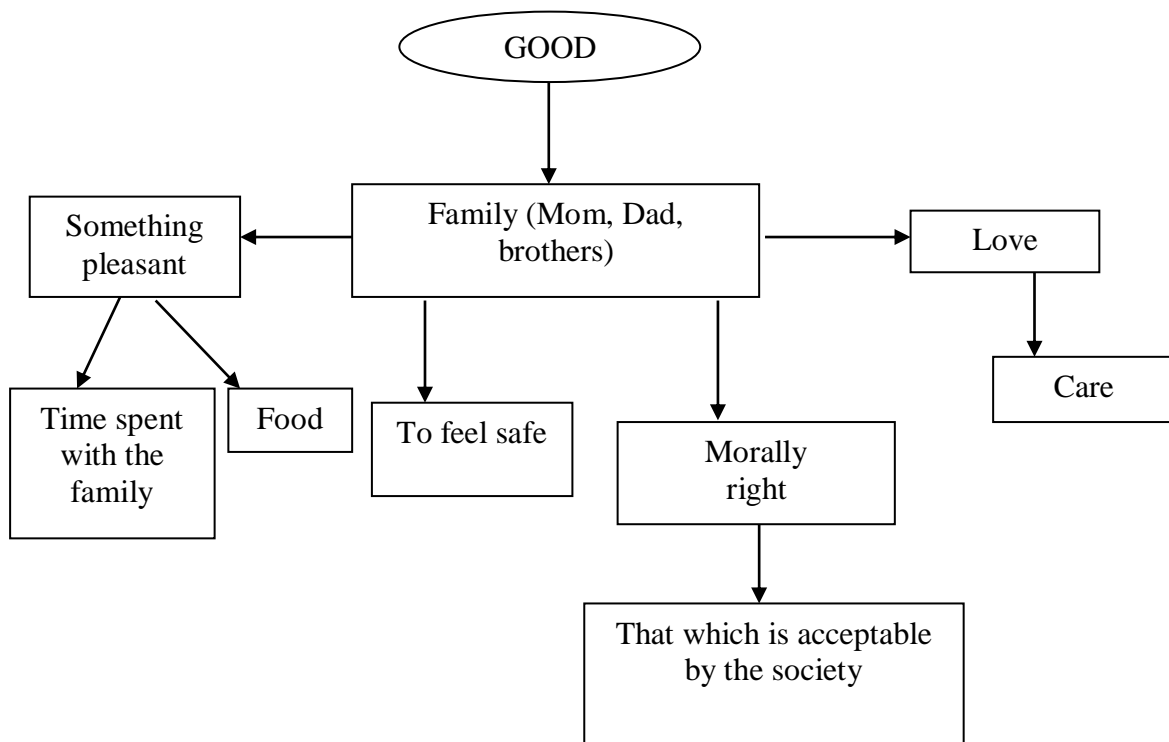 GOOD
Family (Mom, Dad,
brothers)
Something
pleasant
Love
Time spent
with the
family
Food
To feel safe
Morally
right
Care
That which is acceptable
by the society